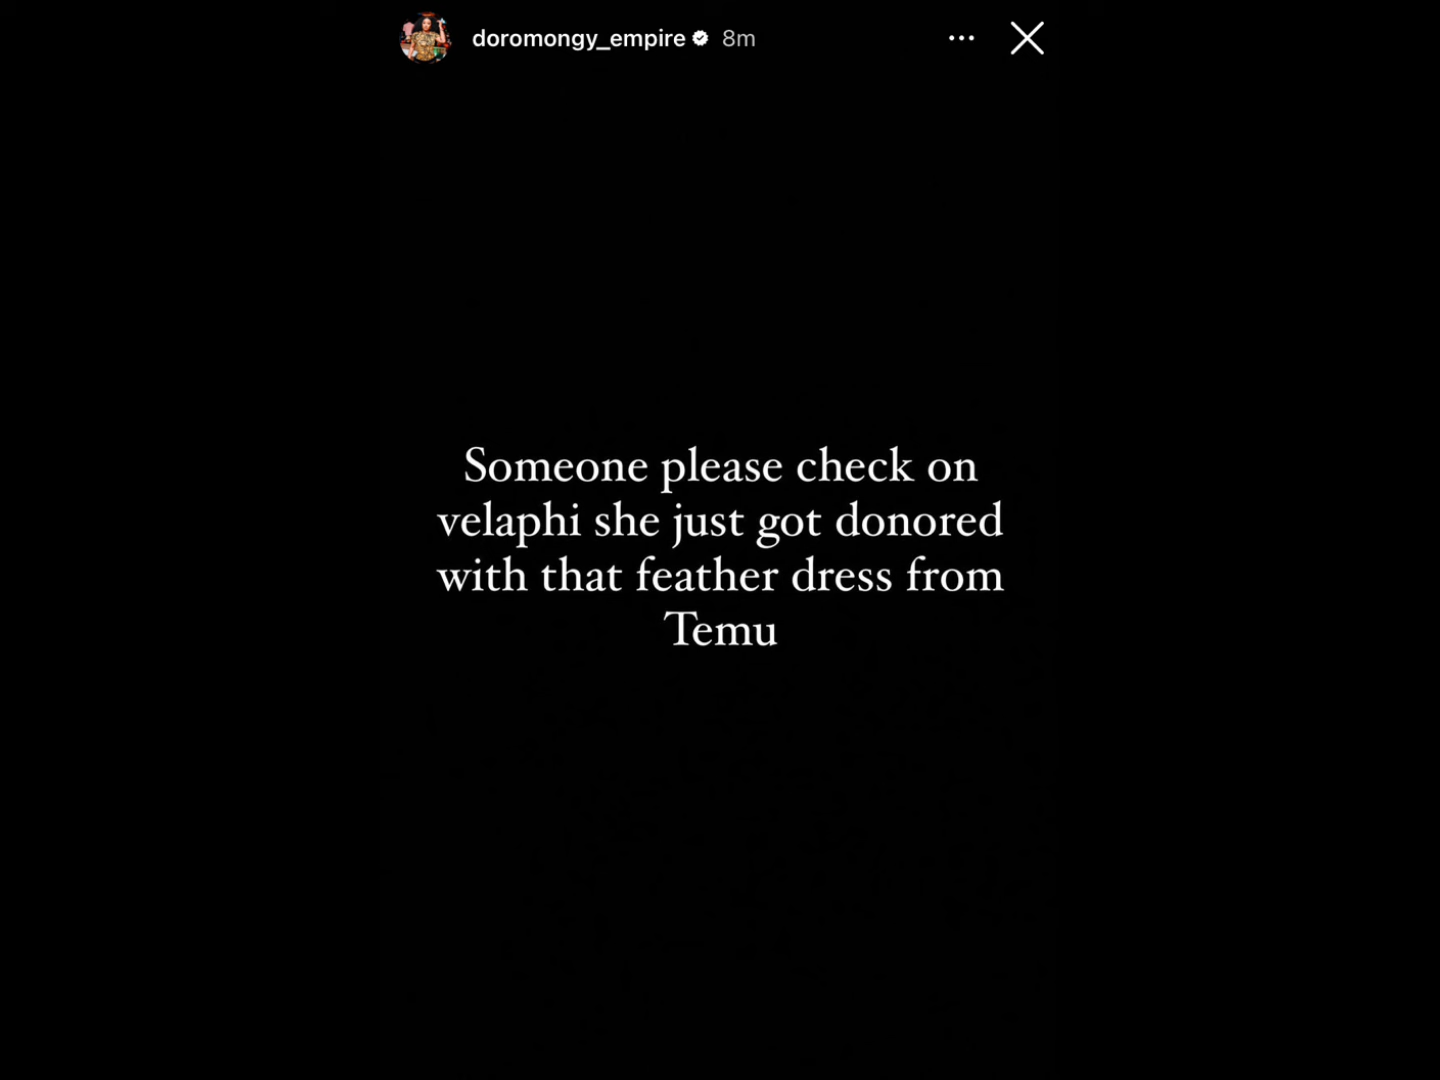 doromongy_empire 8m
Someone please check on
velaphi she just got donored
with that feather dress from
Temu